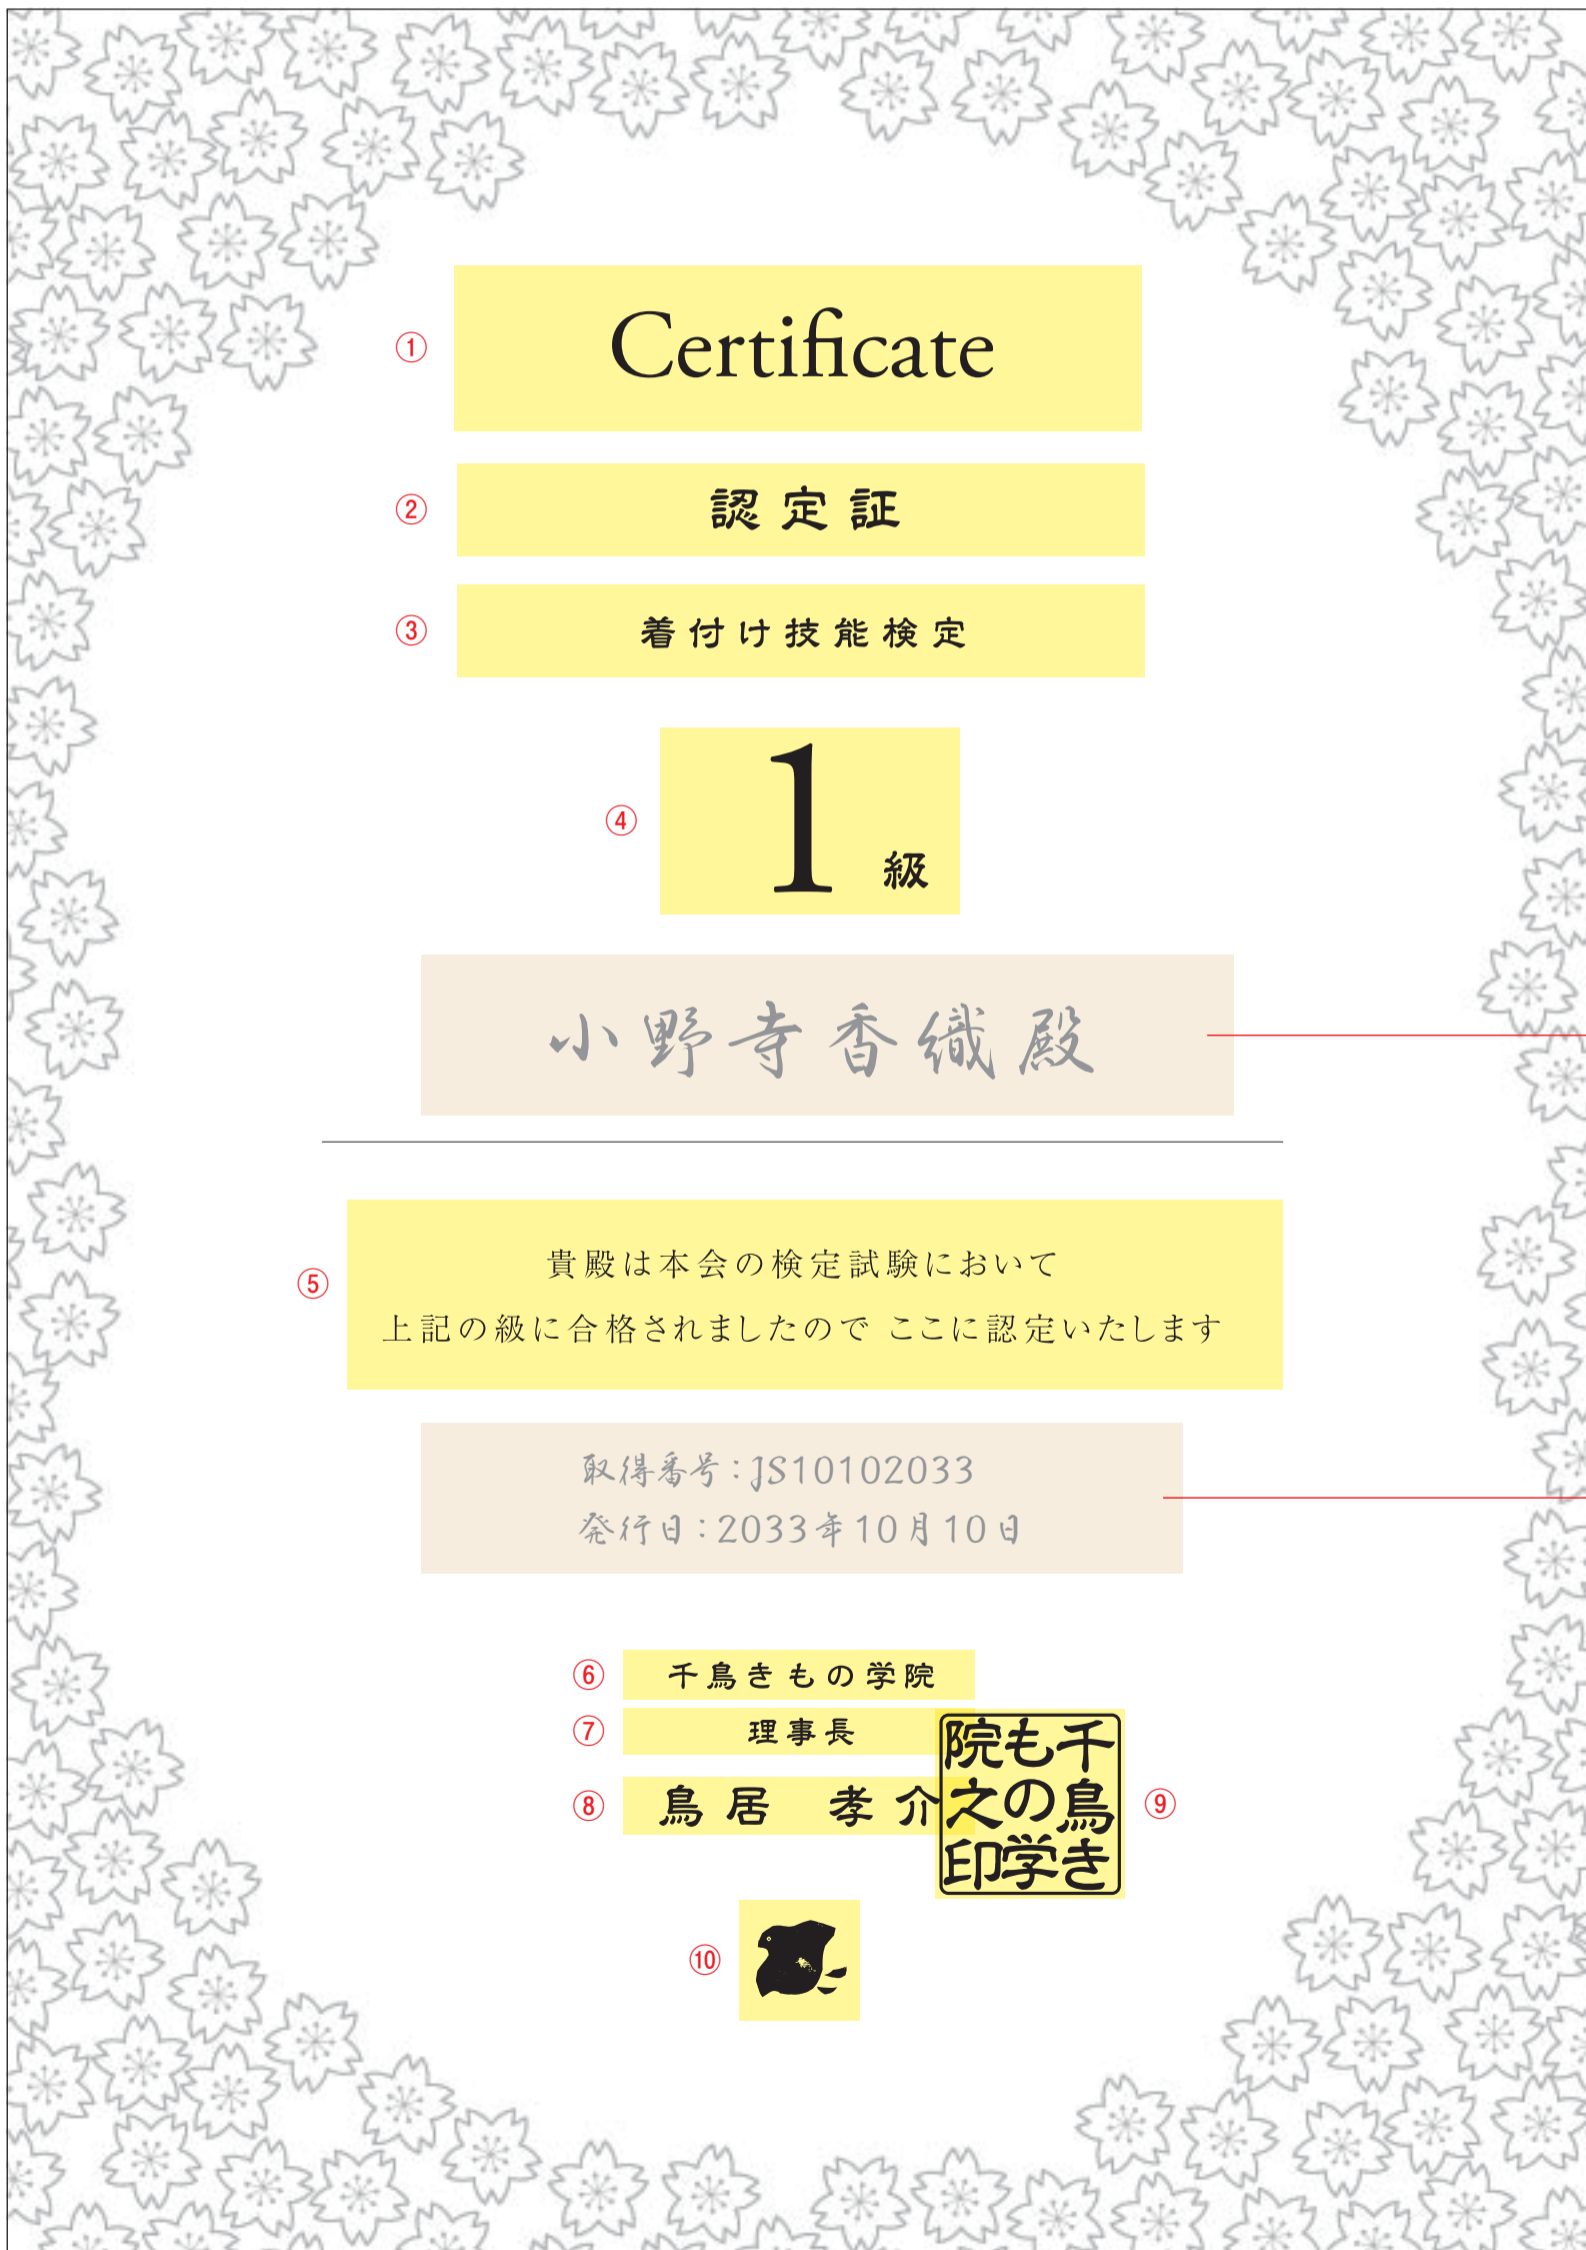 ① Certificate
② 認定証
③ 着付け技能検定
④ 1 級
小野寺香織殿
⑤ 貴殿は本会の検定試験において
上記の級に合格されましたので ここに認定いたします
取得番号:JS10102033
発行日:2033年10月10日
⑥ 千鳥きもの学院
⑦ 理事長
⑧ 鳥居 孝介
千鳥き
もの学
院之印
⑨
⑩